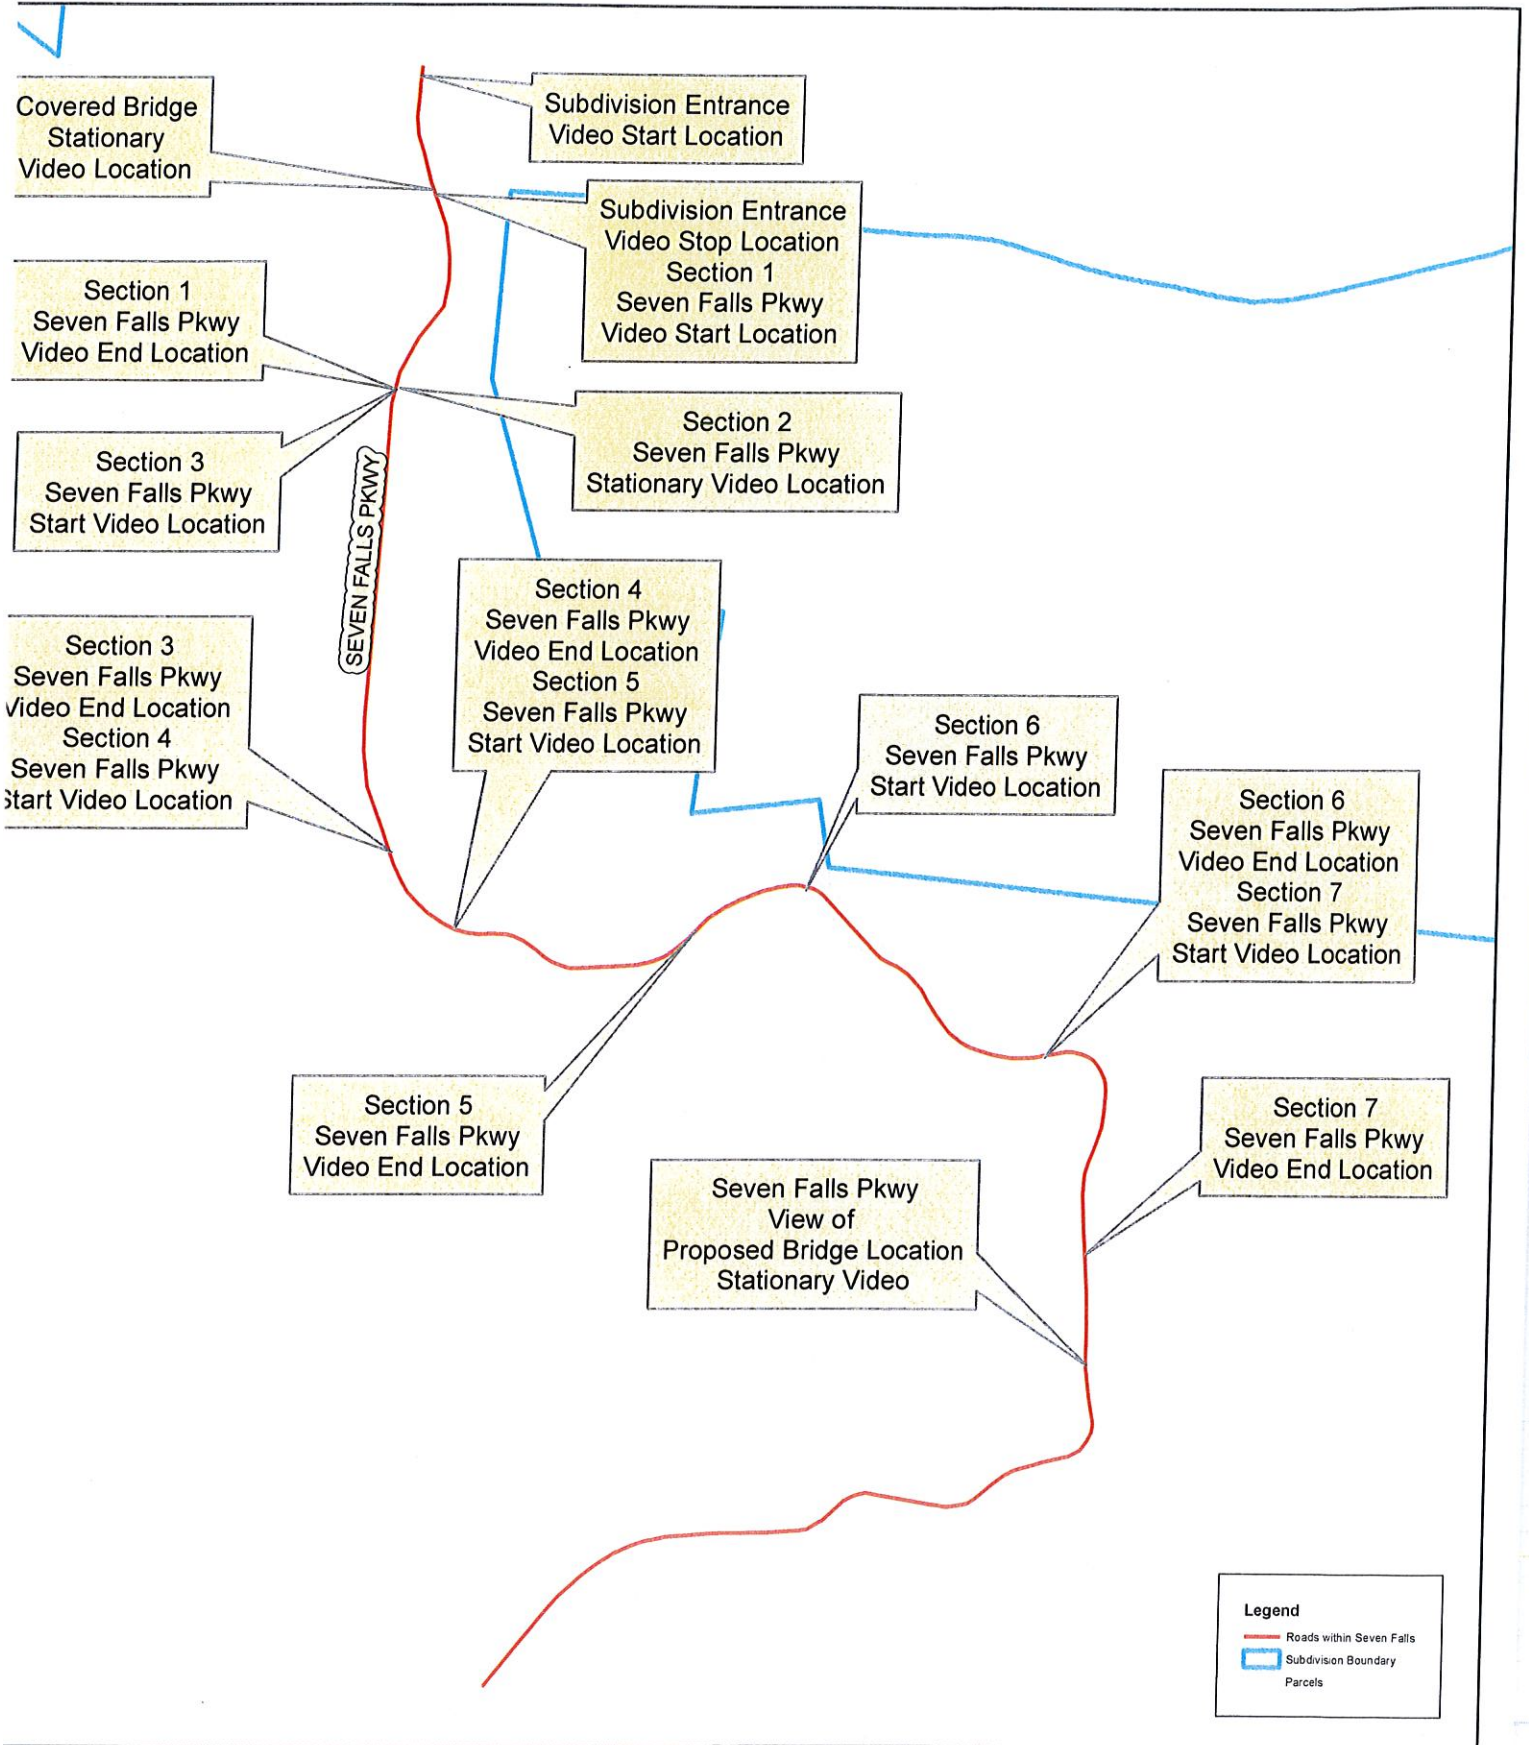 Covered Bridge
Stationary
Video Location
Subdivision Entrance
Video Start Location
Subdivision Entrance
Video Stop Location
Section 1
Seven Falls Pkwy
Video Start Location
Section 1
Seven Falls Pkwy
Video End Location
Section 2
Seven Falls Pkwy
Stationary Video Location
Section 3
Seven Falls Pkwy
Start Video Location
SEVEN FALLS PKWY
Section 4
Seven Falls Pkwy
Video End Location
Section 5
Seven Falls Pkwy
Start Video Location
Section 3
Seven Falls Pkwy
Video End Location
Section 4
Seven Falls Pkwy
Start Video Location
Section 6
Seven Falls Pkwy
Start Video Location
Section 6
Seven Falls Pkwy
Video End Location
Section 7
Seven Falls Pkwy
Start Video Location
Section 5
Seven Falls Pkwy
Video End Location
Section 7
Seven Falls Pkwy
Video End Location
Seven Falls Pkwy
View of
Proposed Bridge Location
Stationary Video
Legend
Roads within Seven Falls
Subdivision Boundary
Parcels